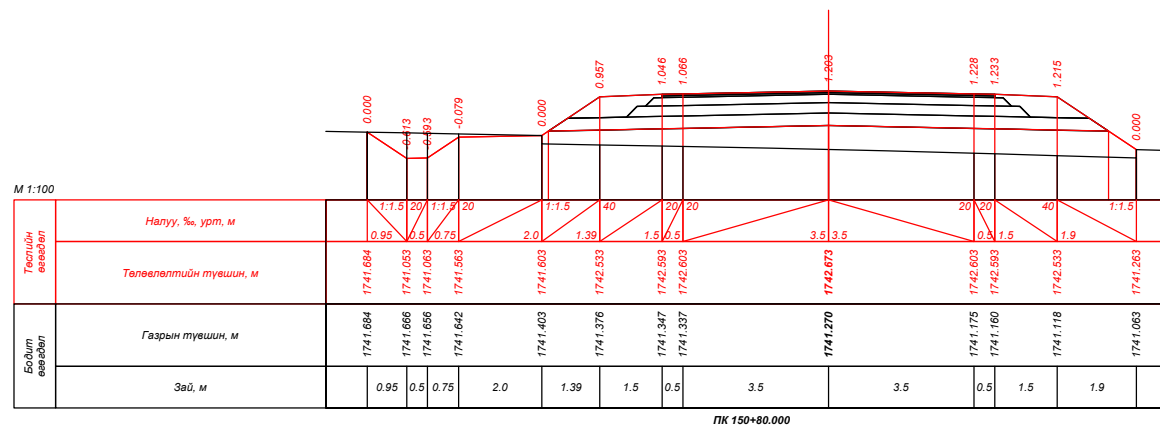 0.000 -0.613 -0.593 -0.079 0.000 0.957 1.046 1.066 1.203 1.228 1.233 1.215 0.000
М 1:100
Төслийн өгөгдөл
Налуу, ‰, урт, м
1:1.5 20 1:1.5 20 1:1.5 40 20 20 20 20 40 1:1.5
0.95 0.5 0.75 2.0 1.39 1.5 0.5 3.5 3.5 0.5 1.5 1.9
Төлөвлөлтийн түвшин, м
1741.684 1741.053 1741.063 1741.563 1741.603 1742.533 1742.593 1742.603 1742.673 1742.603 1742.593 1742.533 1741.263
Бодит өгөгдөл
Газрын түвшин, м
1741.684 1741.666 1741.656 1741.642 1741.403 1741.376 1741.347 1741.337 1741.270 1741.175 1741.160 1741.118 1741.063
Зай, м
0.95 0.5 0.75 2.0 1.39 1.5 0.5 3.5 3.5 0.5 1.5 1.9
ПК 150+80.000